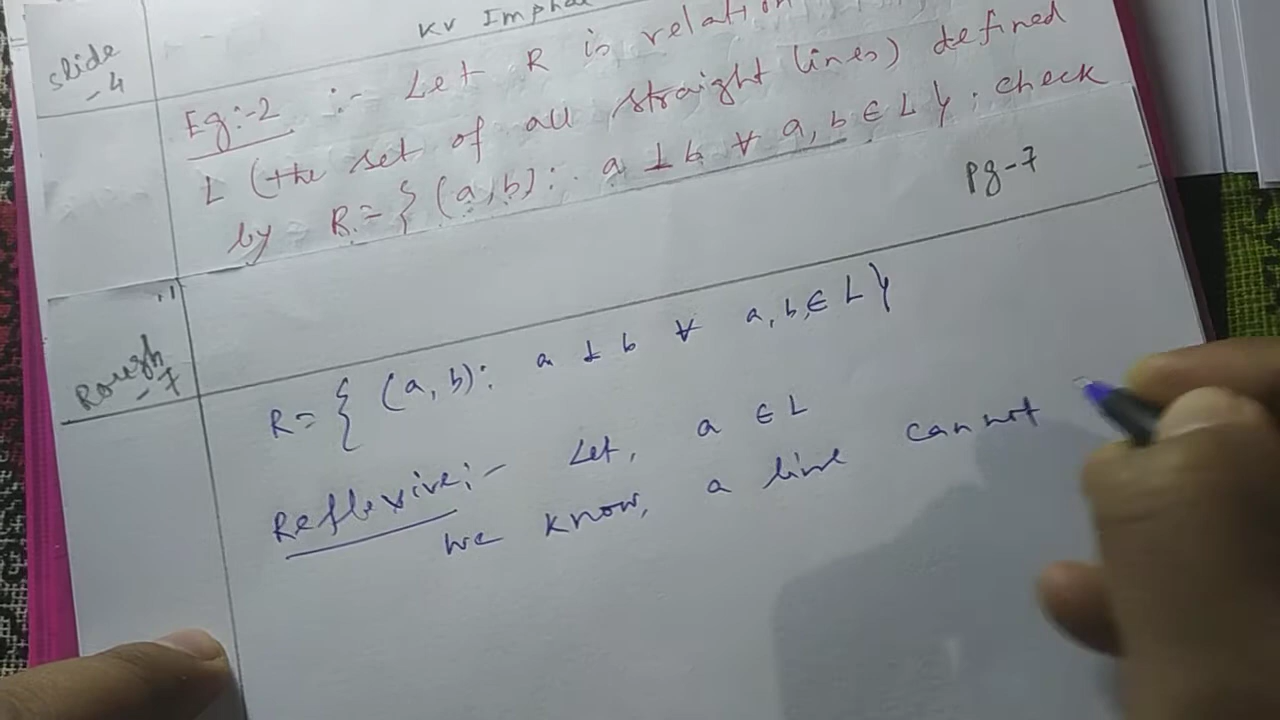 KV Imphal
Slide
-4
Eg:-2 :- Let R is relation
L (the set of all straight lines) defined
by R = { (a, b): a ⊥ b ∀ a, b ∈ L }; check
Pg-7
Rough
-7
R = { (a, b): a ⊥ b ∀ a, b, ∈ L }
Reflexive:- Let, a ∈ L
we know, a line cannot